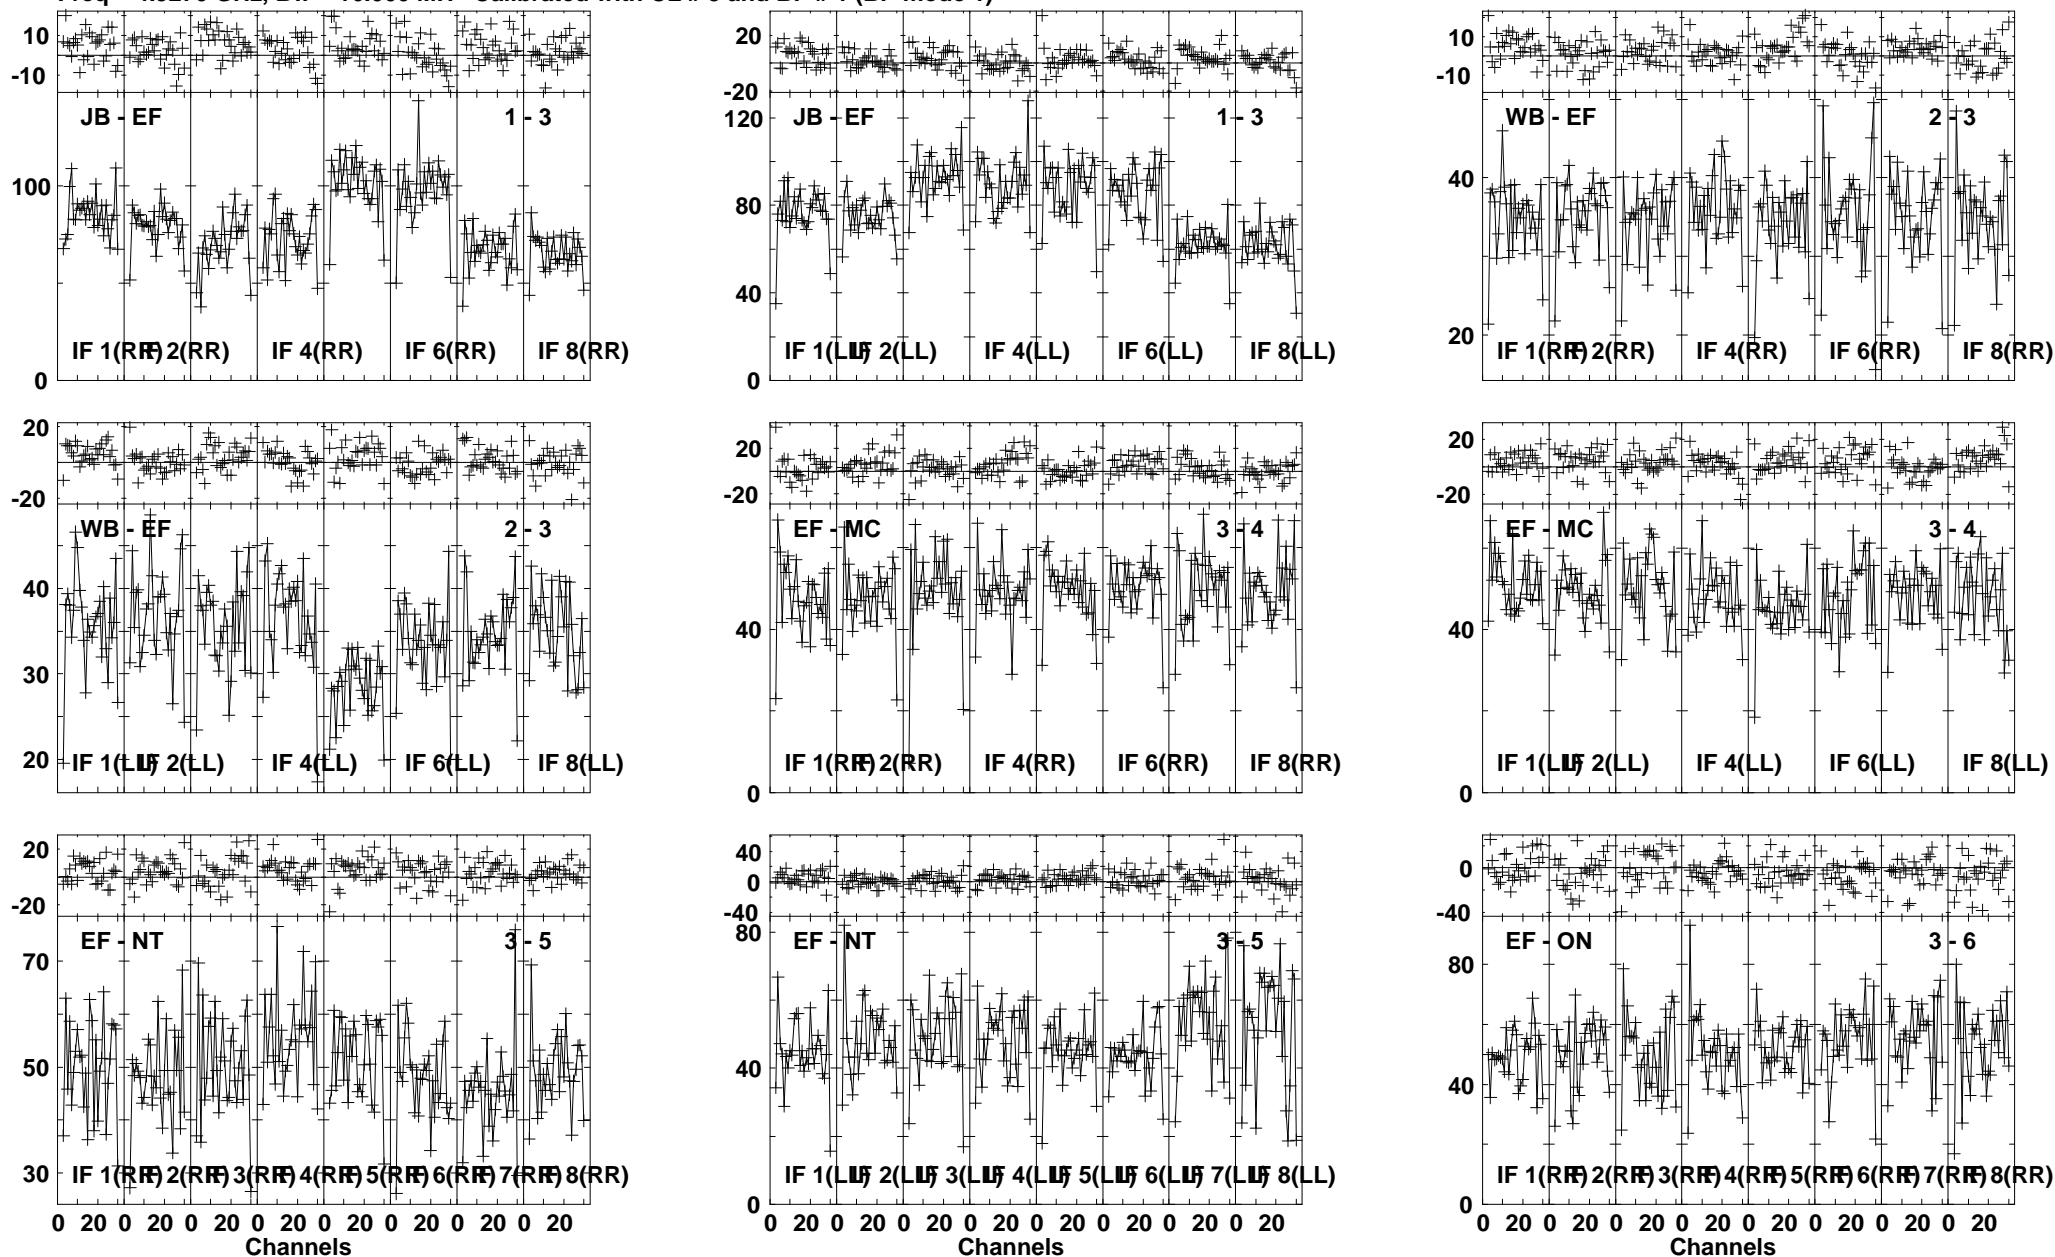 10
-10
JB - EF 1 - 3
100
0
IF 1(RR) IF 2(RR) IF 4(RR) IF 6(RR) IF 8(RR)
20
-20
JB - EF 1 - 3
120
80
40
0
IF 1(LL) IF 2(LL) IF 4(LL) IF 6(LL) IF 8(LL)
10
-10
WB - EF 2 - 3
40
20
IF 1(RR) IF 2(RR) IF 4(RR) IF 6(RR) IF 8(RR)
20
-20
WB - EF 2 - 3
40
30
20
IF 1(LL) IF 2(LL) IF 4(LL) IF 6(LL) IF 8(LL)
20
-20
EF - MC 3 - 4
40
0
IF 1(RR) IF 2(RR) IF 4(RR) IF 6(RR) IF 8(RR)
20
-20
EF - MC 3 - 4
40
0
IF 1(LL) IF 2(LL) IF 4(LL) IF 6(LL) IF 8(LL)
20
-20
EF - NT 3 - 5
70
50
30
IF 1(RR) IF 2(RR) IF 3(RR) IF 4(RR) IF 5(RR) IF 6(RR) IF 7(RR) IF 8(RR)
0 20 0 20 0 20 0 20 0 20 0 20 0 20 0 20
Channels
40
0
-40
EF - NT 3 - 5
80
40
0
IF 1(LL) IF 2(LL) IF 3(LL) IF 4(LL) IF 5(LL) IF 6(LL) IF 7(LL) IF 8(LL)
0 20 0 20 0 20 0 20 0 20 0 20 0 20 0 20
Channels
0
-40
EF - ON 3 - 6
80
40
0
IF 1(RR) IF 2(RR) IF 3(RR) IF 4(RR) IF 5(RR) IF 6(RR) IF 7(RR) IF 8(RR)
0 20 0 20 0 20 0 20 0 20 0 20 0 20 0 20
Channels